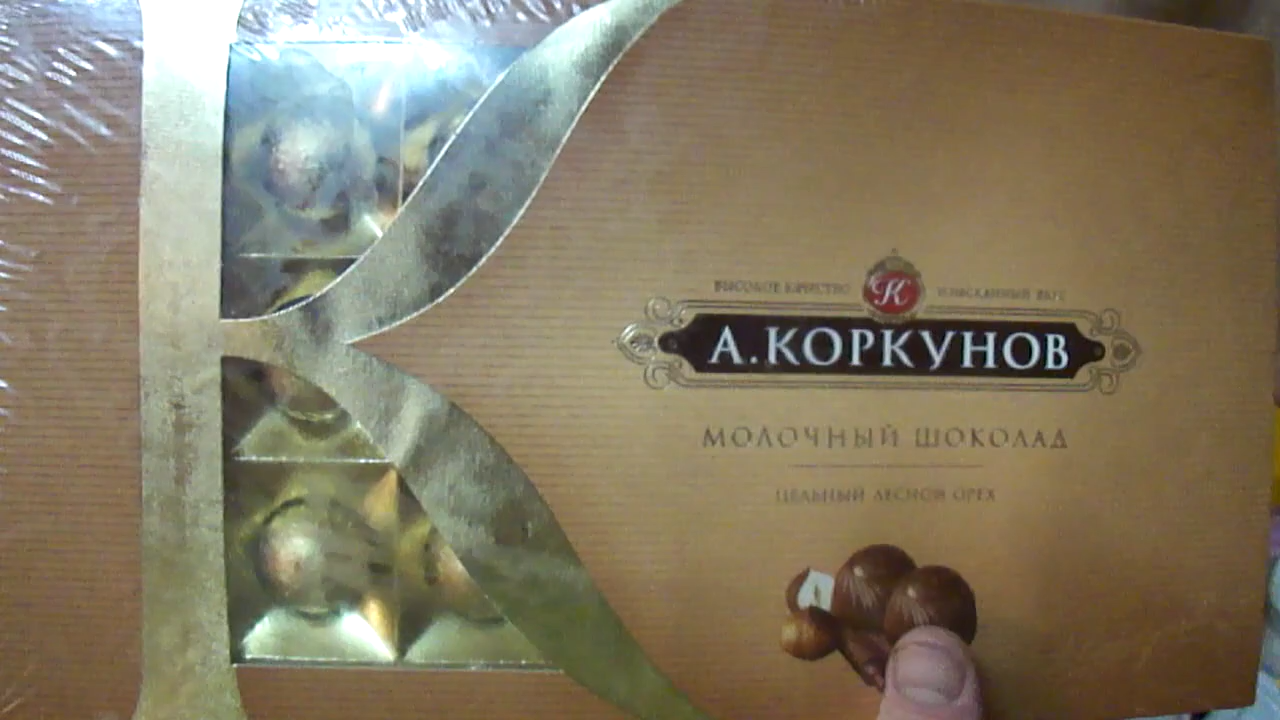 ВЫСОКОЕ КАЧЕСТВО К ИЗЫСКАННЫЙ ВКУС
А.КОРКУНОВ
МОЛОЧНЫЙ ШОКОЛАД
ЦЕЛЬНЫЙ ЛЕСНОЙ ОРЕХ